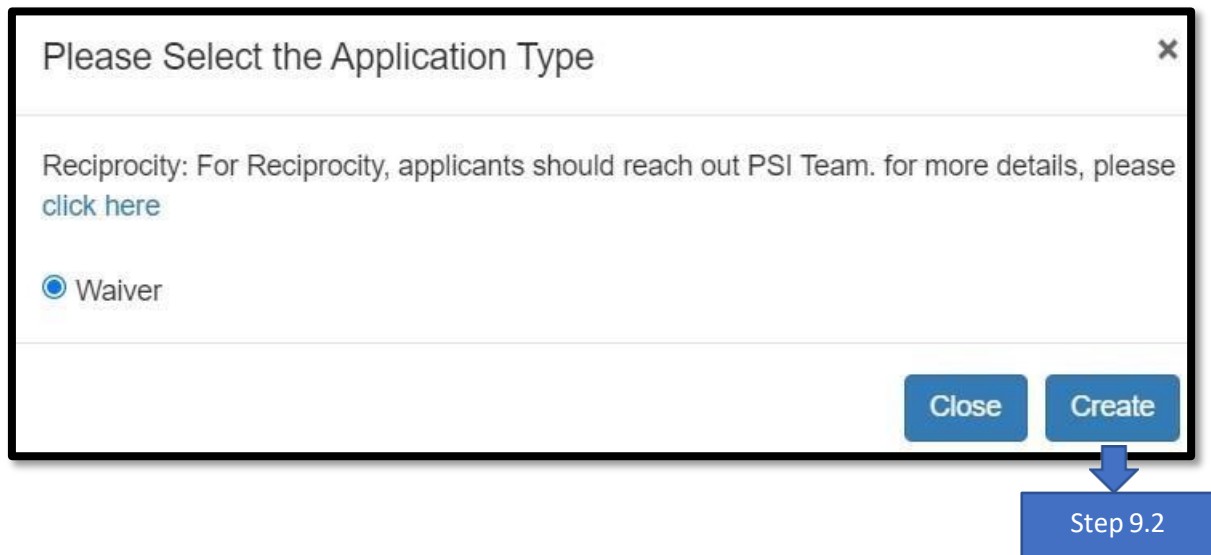 Please Select the Application Type ×
Reciprocity: For Reciprocity, applicants should reach out PSI Team. for more details, please
click here
Waiver
Close Create
Step 9.2